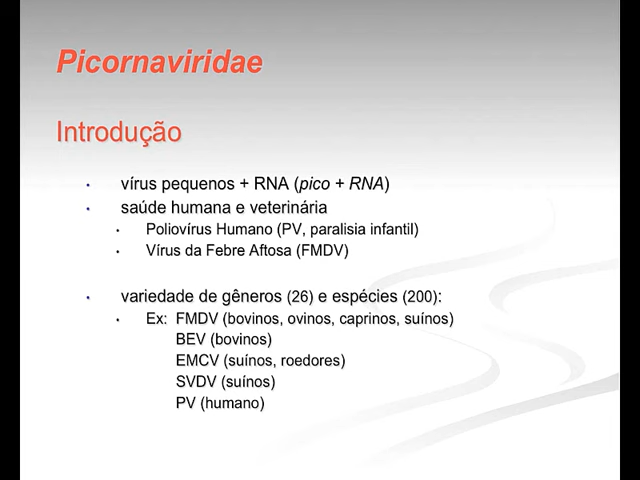 Picornaviridae
Introdução
• vírus pequenos + RNA (pico + RNA)
• saúde humana e veterinária
• Poliovírus Humano (PV, paralisia infantil)
• Vírus da Febre Aftosa (FMDV)
• variedade de gêneros (26) e espécies (200):
• Ex: FMDV (bovinos, ovinos, caprinos, suínos)
BEV (bovinos)
EMCV (suínos, roedores)
SVDV (suínos)
PV (humano)